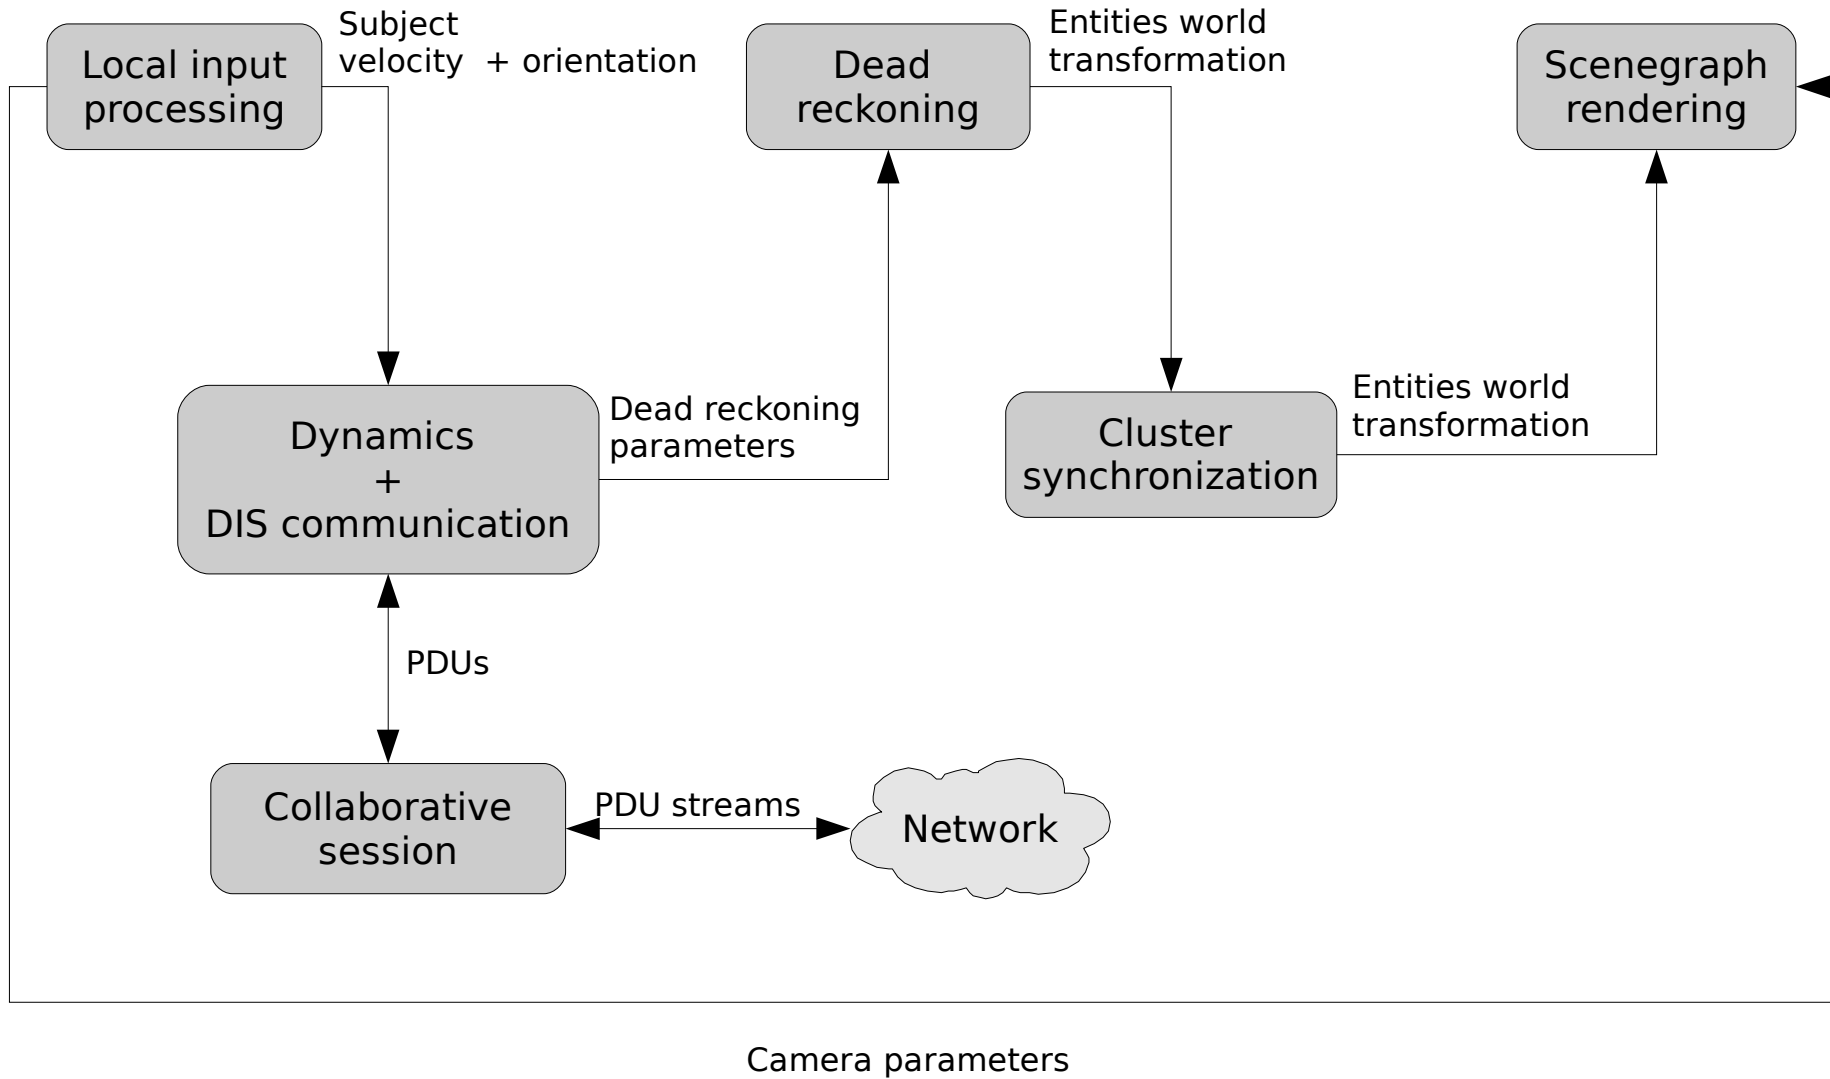 Local input
processing
Subject
velocity + orientation
Dead
reckoning
Entities world
transformation
Scenegraph
rendering
Dynamics
+
DIS communication
Dead reckoning
parameters
Cluster
synchronization
Entities world
transformation
PDUs
Collaborative
session
PDU streams
Network
Camera parameters